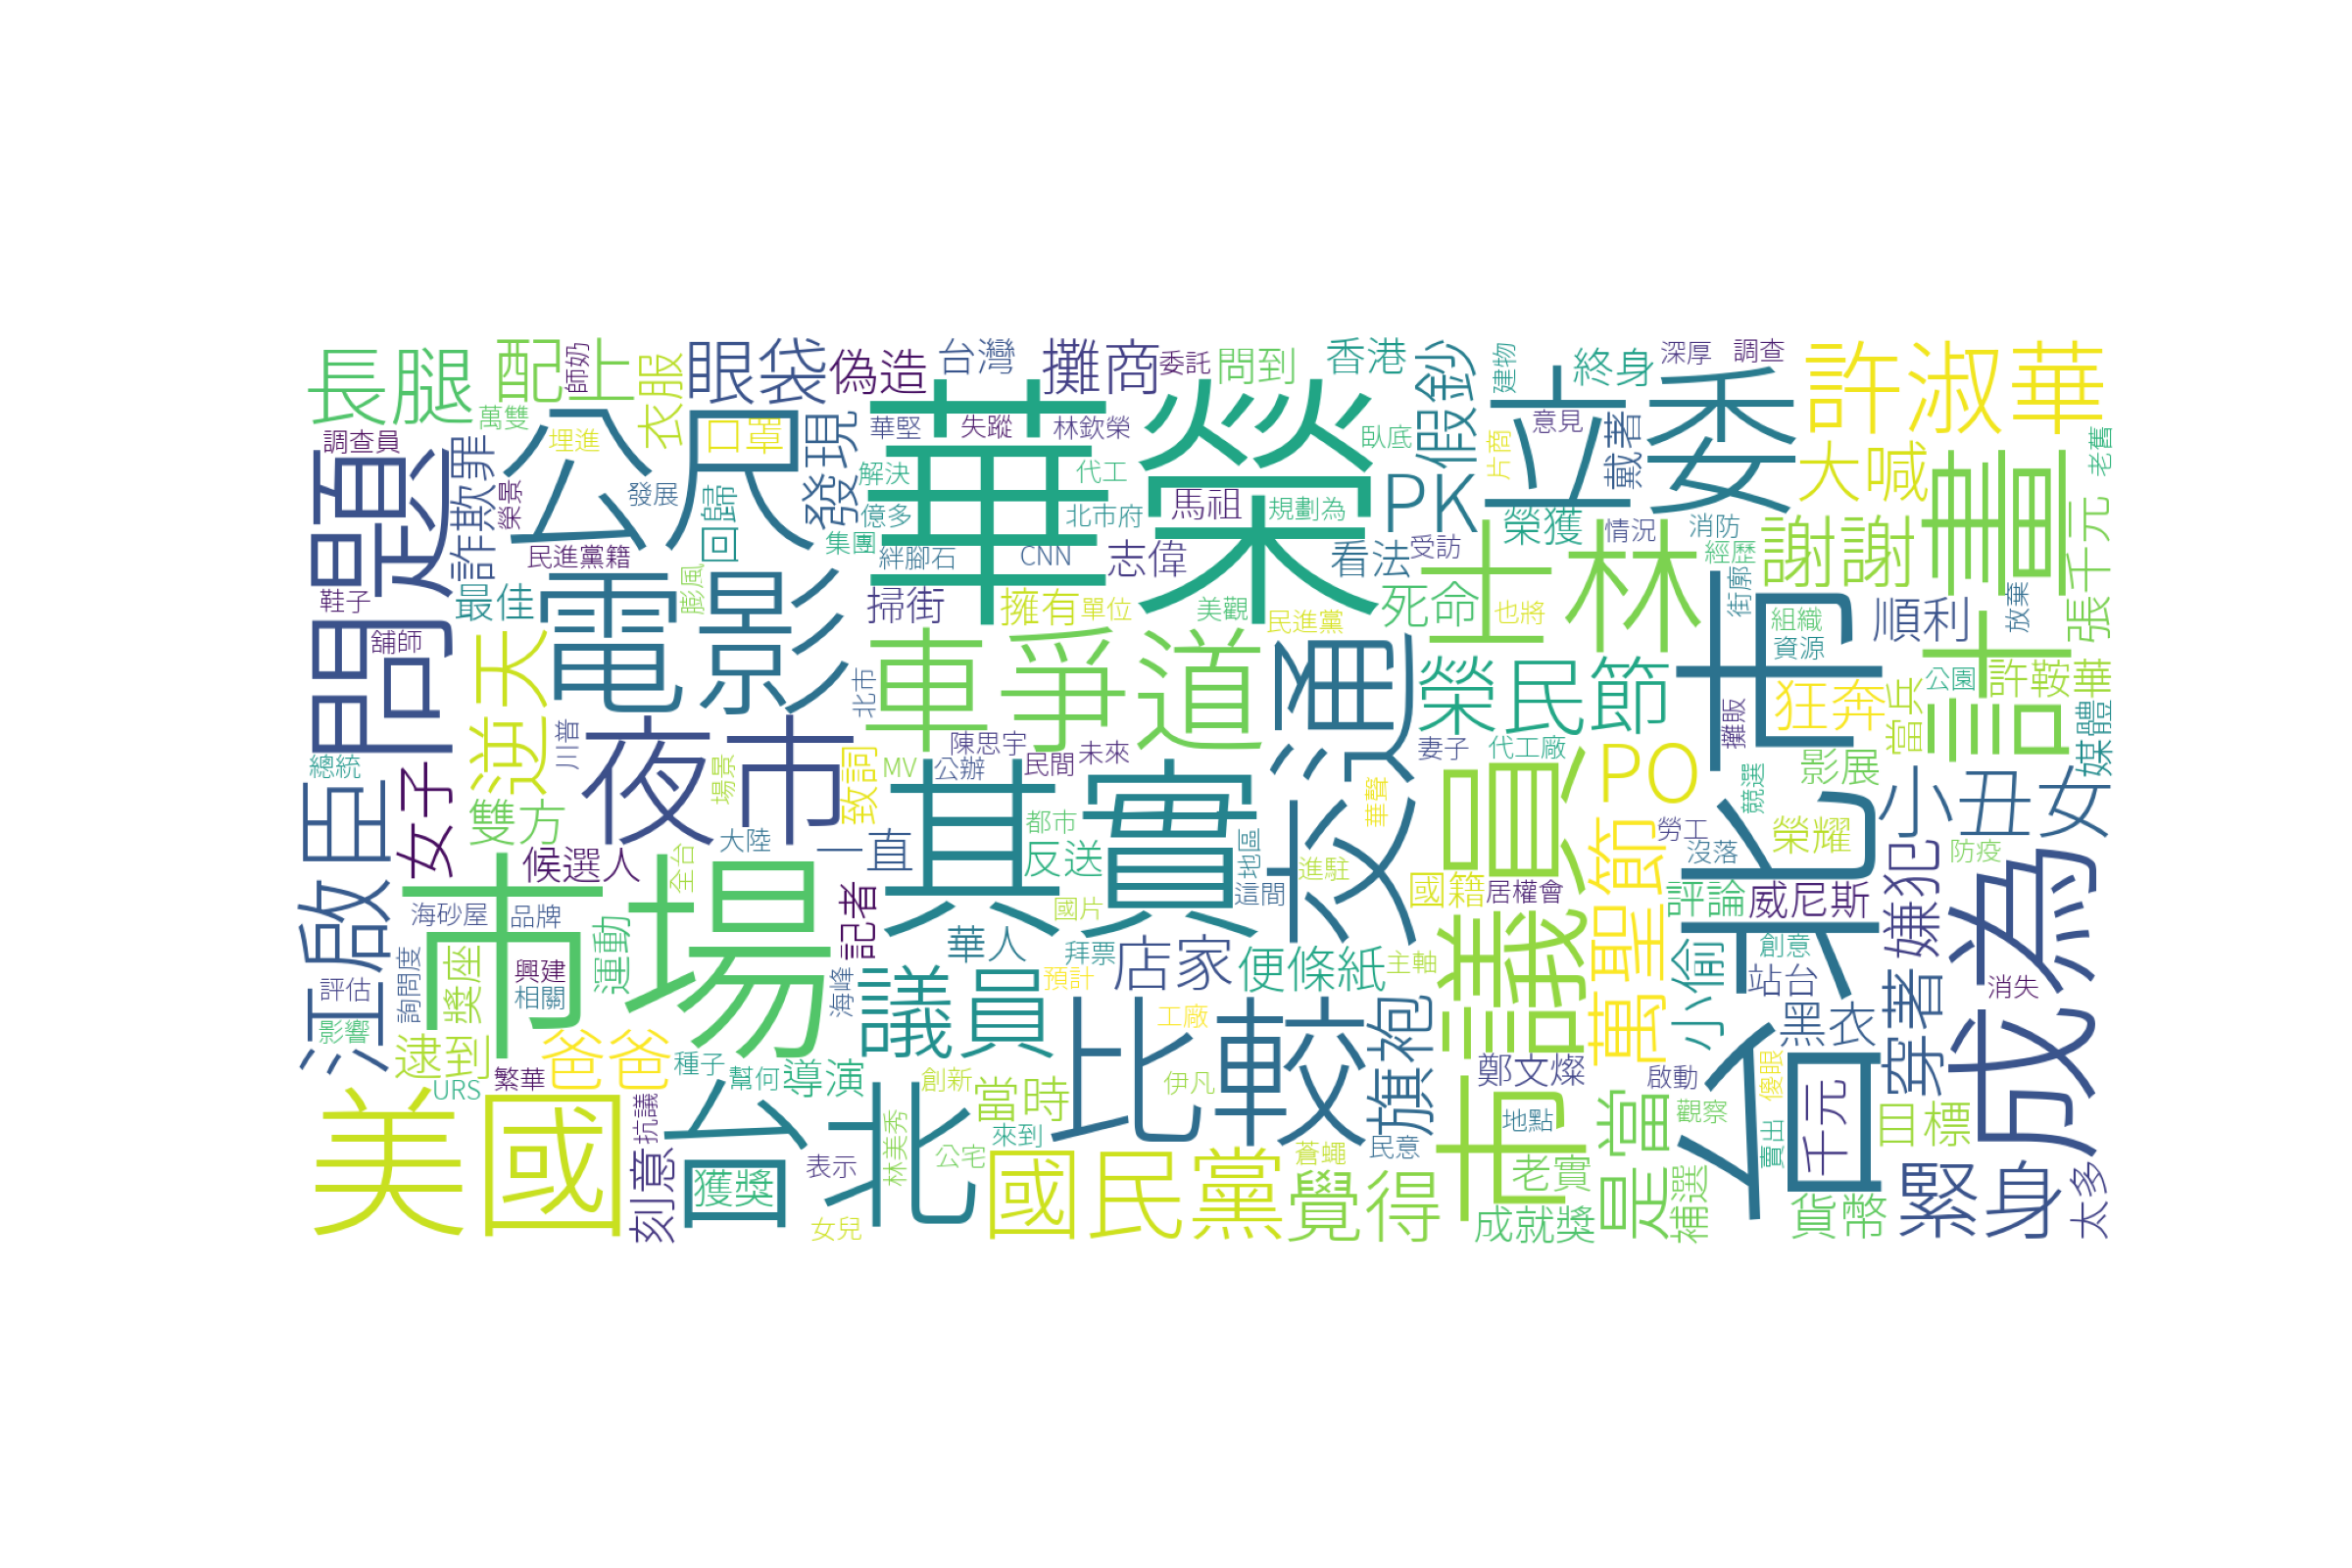 長腿
配上
師奶
衣服
眼袋
偽造
台灣
攤商
委託
問到
香港
假鈔
建物
終身
深厚
調查
許淑華
萬雙
調查員
埋進
口罩
發現
公尺
華榮
華堅
失蹤
林欽榮
臥底
立委
意見
戴著
片商
大喊
計畫
老舊
問題
詐欺罪
榮景
發展
回歸
解決
代工
馬祖
規劃為
PK
億多
北市府
集團
絆腳石
CNN
志偉
看法
受訪
榮獲
情況
消防
經歷
謝謝
張千元
民進黨籍
鞋子
最佳
電影
膨風
掃街
擁有
單位
美觀
民進黨
死命
也將
士林
街廓
組織
資源
順利
放棄
舖師
逆天
車爭道
交通
榮民節
卡
狂奔
公園
許鞍華
當兵
媒體
北市
川普
夜市
場景
陳思宇
未來
MV
公辦
民間
妻子
代工廠
攤販
影展
總統
女子
雙方
致詞
其實
華聲
市議員
PO
競選
小丑女
江啟臣
候選人
大陸
一直
都市
反送
地區
進駐
萬聖節
勞工
沒落
榮耀
防疫
全台
市場
記者
國片
這間
國籍
居權會
評論
威尼斯
嫌犯
成為
海砂屋
品牌
運動
華人
拜票
店家
便條紙
主軸
小偷
創意
站台
詢問度
獎座
興建
相關
評估
影響
海峰
議員
預計
工廠
比較
旗袍
鄭文燦
黑衣
穿著
消失
逮到
爸爸
種子
幫何
導演
創新
當時
伊凡
啟動
傻眼
URS
繁華
美國
抗議
刻意
台北
林美秀
來到
地點
是當
觀察
賣出
千元
目標
公宅
國民黨
蒼蠅
民意
覺得
老實
表示
獲獎
女兒
成就獎
補選
貨幣
緊身
太多